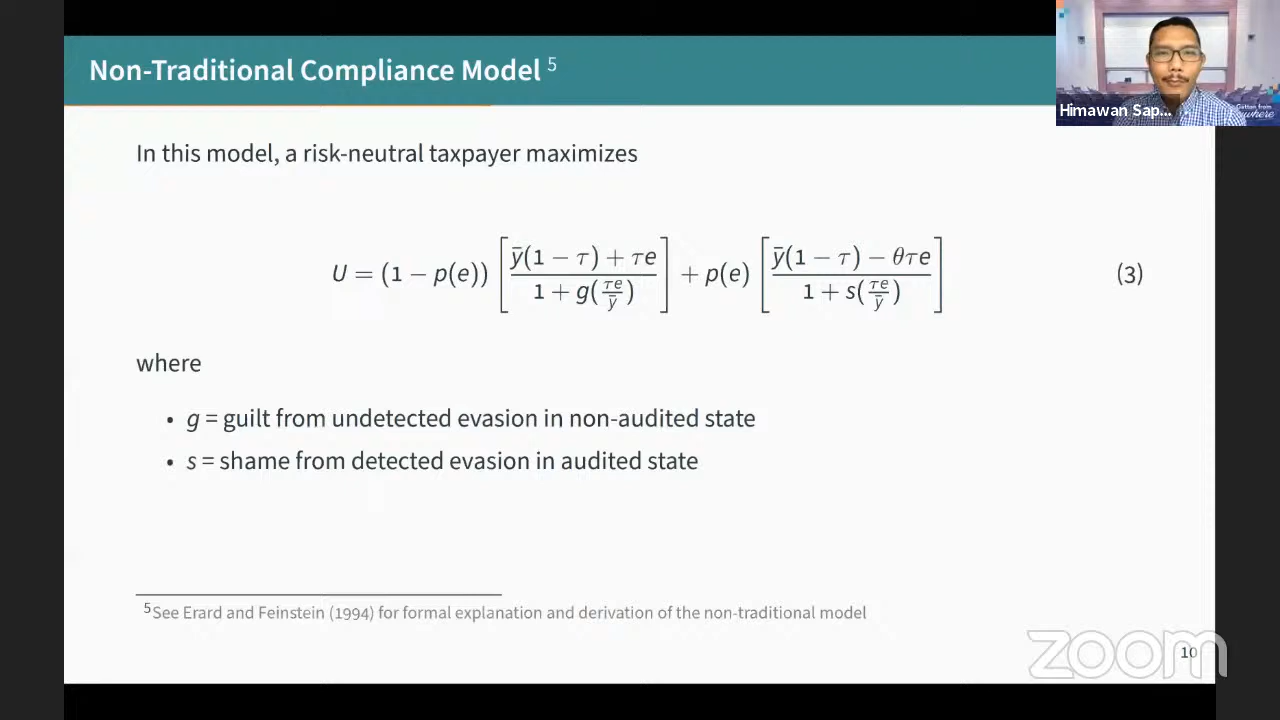 Non-Traditional Compliance Model 5
Himawan Sap...
In this model, a risk-neutral taxpayer maximizes
U = (1 − p(e)) [ (ȳ(1 − τ) + τe) / (1 + g(τe/ȳ)) ] + p(e) [ (ȳ(1 − τ) − θτe) / (1 + s(τe/ȳ)) ] (3)
where
• g = guilt from undetected evasion in non-audited state
• s = shame from detected evasion in audited state
5See Erard and Feinstein (1994) for formal explanation and derivation of the non-traditional model
zoom
10